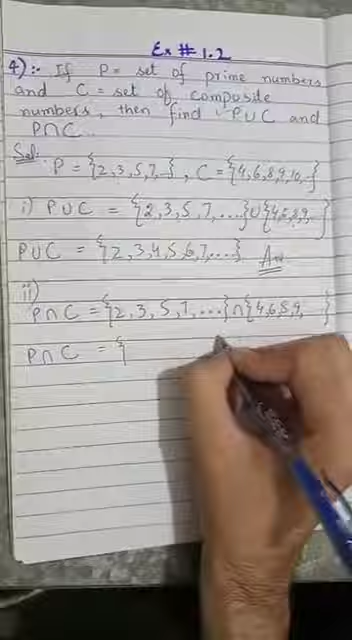 Ex # 1.2
4):- If P = set of prime numbers
and C = set of composite
numbers, then find P∪C and
P∩C.
Sol:
P = {2,3,5,7,..}, C = {4,6,8,9,10,..}
i) P∪C = {2,3,5,7,....}∪{4,6,8,9,..}
P∪C = {2,3,4,5,6,7,....} Ans
ii)
P∩C = {2,3,5,7,....}∩{4,6,8,9,..}
P∩C = {